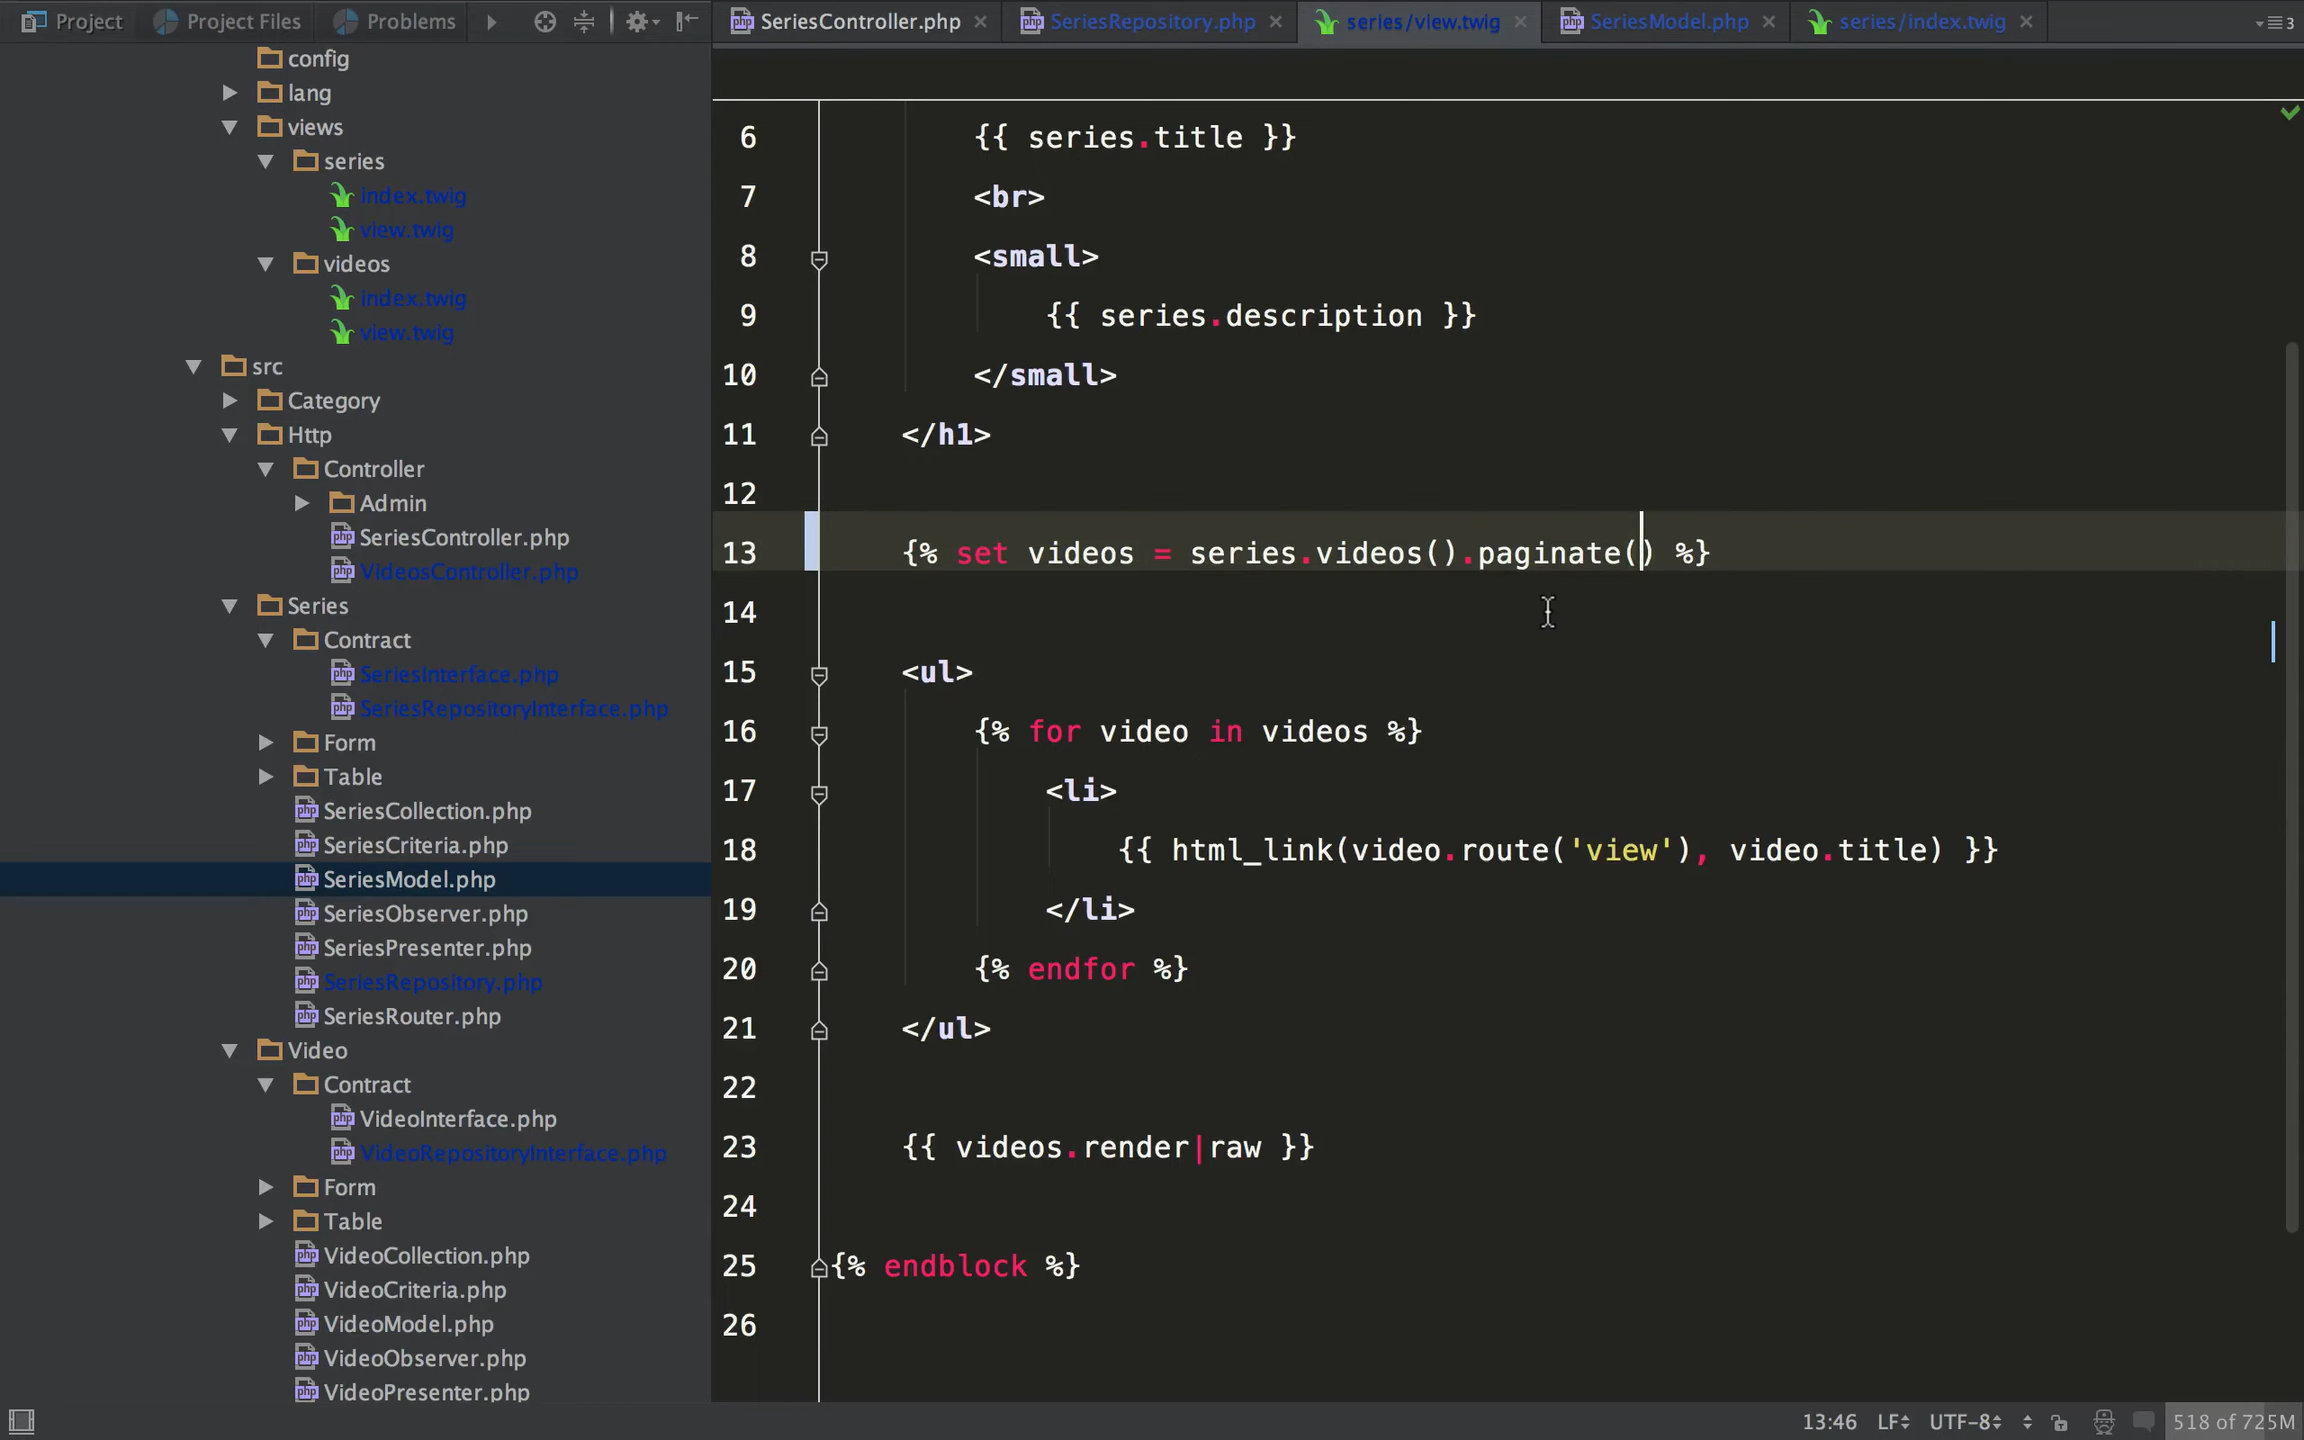 Project Project Files Problems
SeriesController.php SeriesRepository.php series/view.twig SeriesModel.php series/index.twig 3
config
lang
views
series
index.twig
view.twig
videos
index.twig
view.twig
src
Category
Http
Controller
Admin
SeriesController.php
VideosController.php
Series
Contract
SeriesInterface.php
SeriesRepositoryInterface.php
Form
Table
SeriesCollection.php
SeriesCriteria.php
SeriesModel.php
SeriesObserver.php
SeriesPresenter.php
SeriesRepository.php
SeriesRouter.php
Video
Contract
VideoInterface.php
VideoRepositoryInterface.php
Form
Table
VideoCollection.php
VideoCriteria.php
VideoModel.php
VideoObserver.php
VideoPresenter.php
6 {{ series.title }}
7 <br>
8 <small>
9 {{ series.description }}
10 </small>
11 </h1>
12
13 {% set videos = series.videos().paginate() %}
14
15 <ul>
16 {% for video in videos %}
17 <li>
18 {{ html_link(video.route('view'), video.title) }}
19 </li>
20 {% endfor %}
21 </ul>
22
23 {{ videos.render|raw }}
24
25 {% endblock %}
26
13:46 LF UTF-8 518 of 725M